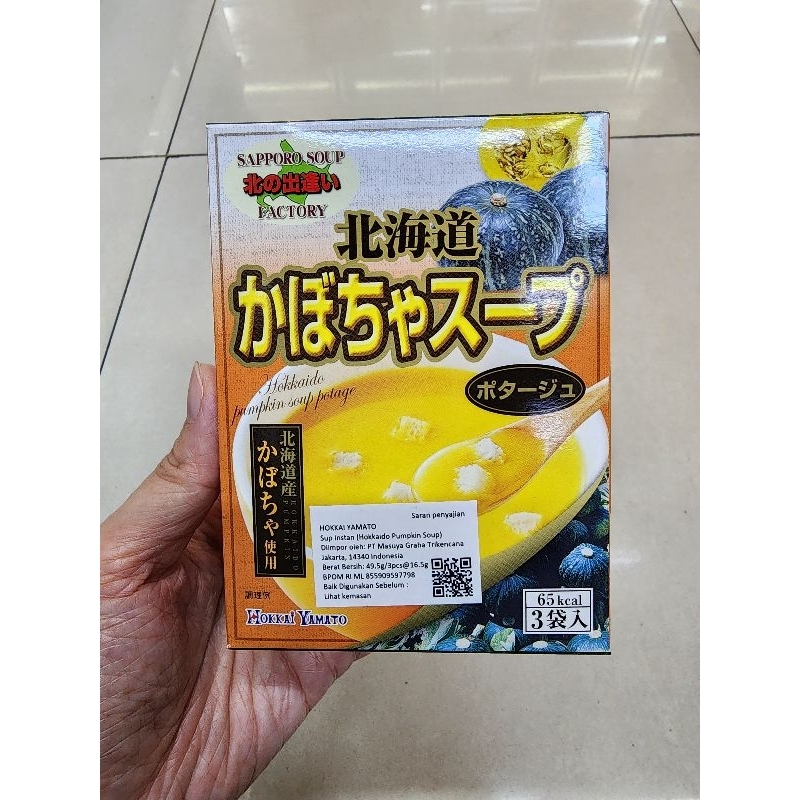 SAPPORO SOUP
北の出逢い
FACTORY
北海道
かぼちゃスープ
Hokkaido
pumpkin soup potage
ポタージュ
北海道産
かぼちゃ使用
HOKKAIDO
PUMPKIN
Saran penyajian
HOKKAI YAMATO
Sup instan (Hokkaido Pumpkin Soup)
Diimpor oleh: PT Masuya Graha Trikencana
Jakarta, 14340 Indonesia
Berat Bersih: 49.5g/3pcs@16.5g
BPOM RI ML 855909597798
Baik Digunakan Sebelum :
Lihat kemasan
調理例
HOKKAI YAMATO
65kcal
3袋入